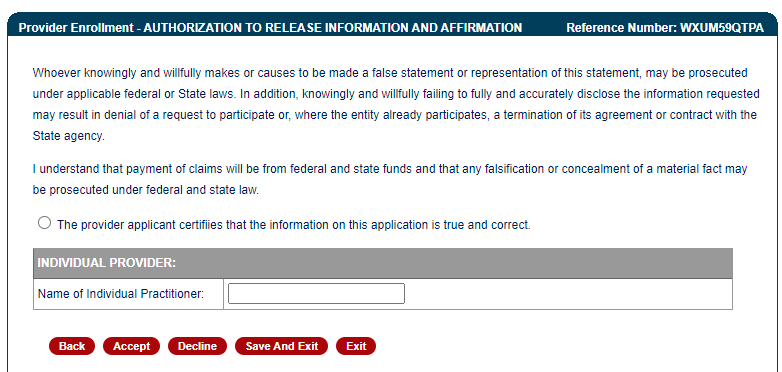 Provider Enrollment - AUTHORIZATION TO RELEASE INFORMATION AND AFFIRMATION Reference Number: WXUM59QTPA
Whoever knowingly and willfully makes or causes to be made a false statement or representation of this statement, may be prosecuted
under applicable federal or State laws. In addition, knowingly and willfully failing to fully and accurately disclose the information requested
may result in denial of a request to participate or, where the entity already participates, a termination of its agreement or contract with the
State agency.
I understand that payment of claims will be from federal and state funds and that any falsification or concealment of a material fact may
be prosecuted under federal and state law.
The provider applicant certifiies that the information on this application is true and correct.
INDIVIDUAL PROVIDER:
Name of Individual Practitioner:
Back Accept Decline Save And Exit Exit